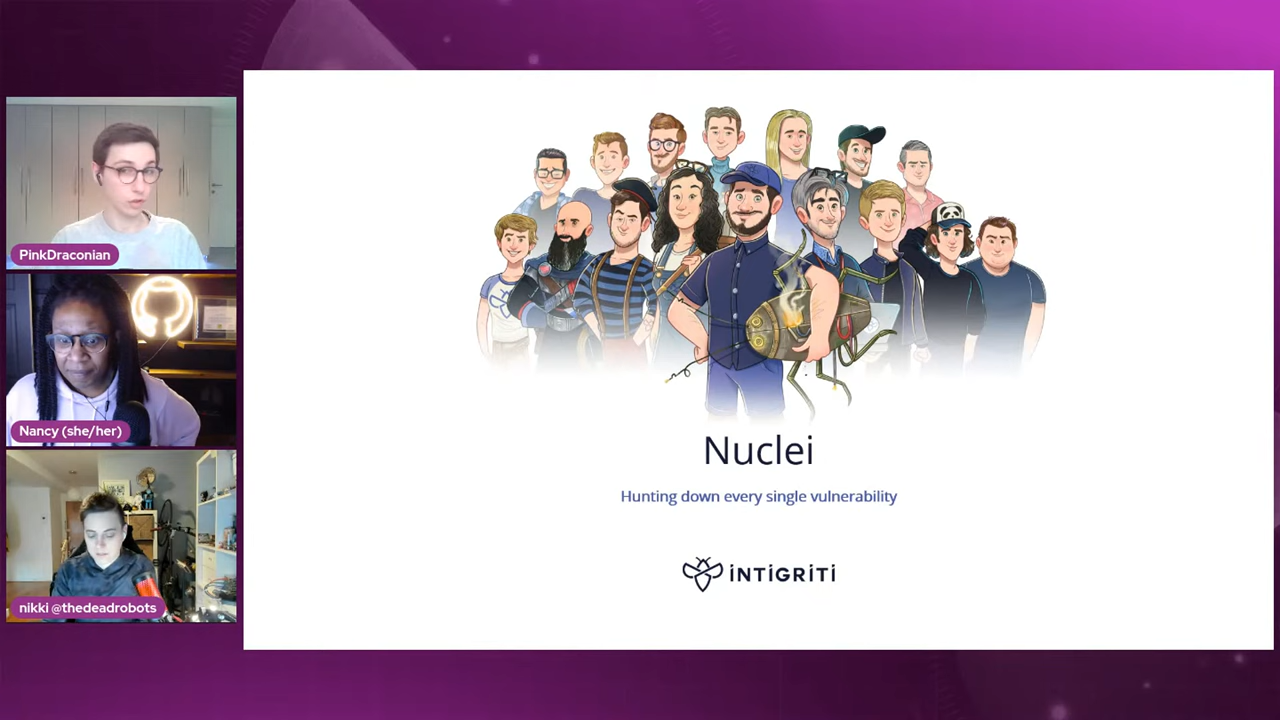 PinkDraconian
Nancy (she/her)
nikki @thedeadrobots
Nuclei
Hunting down every single vulnerability
INTIGRITI